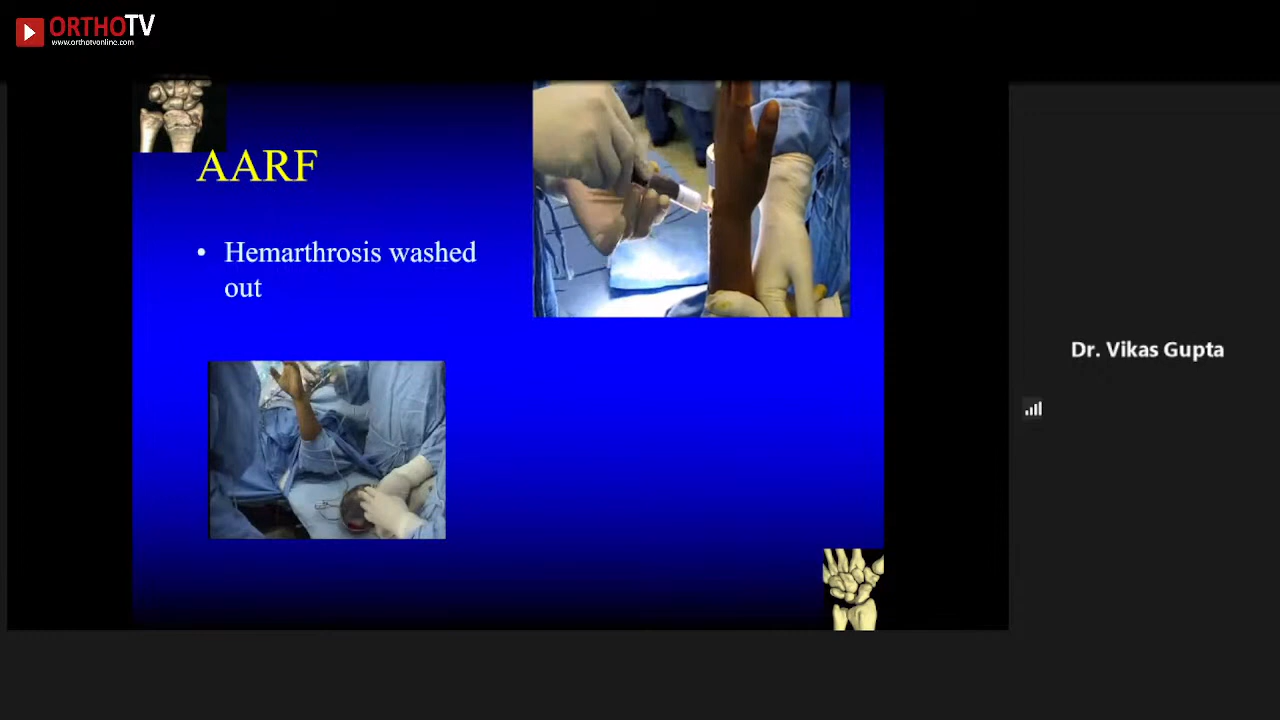 ORTHOTV
www.orthotvonline.com
AARF
• Hemarthrosis washed
out
Dr. Vikas Gupta